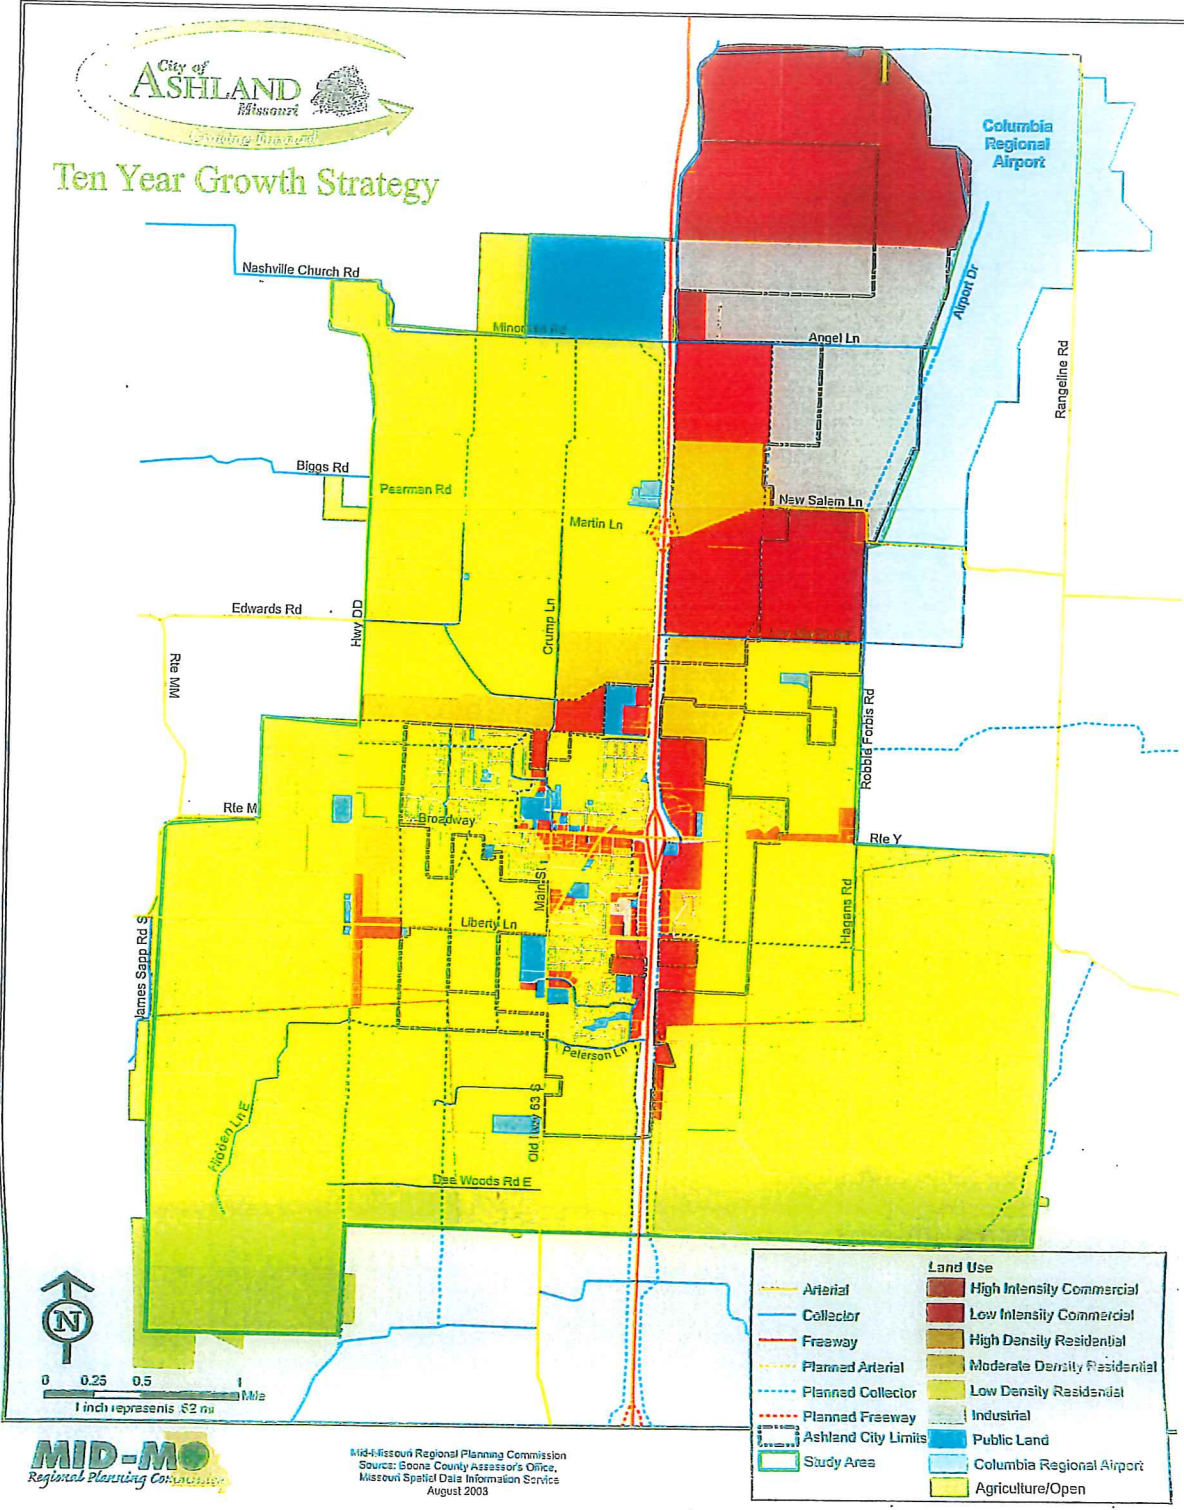 City of
ASHLAND
Missouri
Ten Year Growth Strategy
Columbia
Regional
Airport
Nashville Church Rd
Airport Dr
Angel Ln
Rangeline Rd
Biggs Rd
Pearman Rd
New Salem Ln
Martin Ln
Edwards Rd
Hwy DD
Crump Ln
Rte MM
Robbie Forbis Rd
Rte M
Broadway
Rte Y
Main St
Liberty Ln
Hagans Rd
James Sapp Rd S
Peterson Ln
Hidden Ln E
Old Hwy 63 S
Dee Woods Rd E
N
0 0.25 0.5 1
Mile
1 inch represents .62 mi
Land Use
Arterial
Collector
Freeway
Planned Arterial
Planned Collector
Planned Freeway
Ashland City Limits
Study Area
High Intensity Commercial
Low Intensity Commercial
High Density Residential
Moderate Density Residential
Low Density Residential
Industrial
Public Land
Columbia Regional Airport
Agriculture/Open
MID-MO
Regional Planning
Mid-Missouri Regional Planning Commission
Source: Boone County Assessor's Office,
Missouri Spatial Data Information Service
August 2003